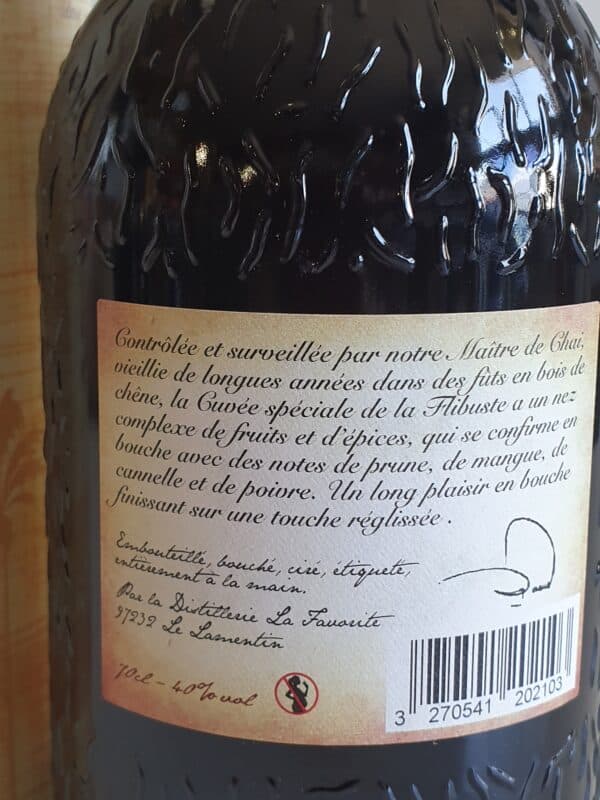 Contrôlée et surveillée par notre Maître de Chai,
vieillie de longues années dans des fûts en bois de
chêne, la Cuvée spéciale de la Flibuste a un nez
complexe de fruits et d'épices, qui se confirme en
bouche avec des notes de prune, de mangue, de
cannelle et de poivre. Un long plaisir en bouche
finissant sur une touche réglissée .
Embouteillé, bouché, ciré, étiqueté,
entièrement à la main.
Par la Distillerie La Favorite
97232 Le Lamentin
70cl - 40%vol
3 270541 202103